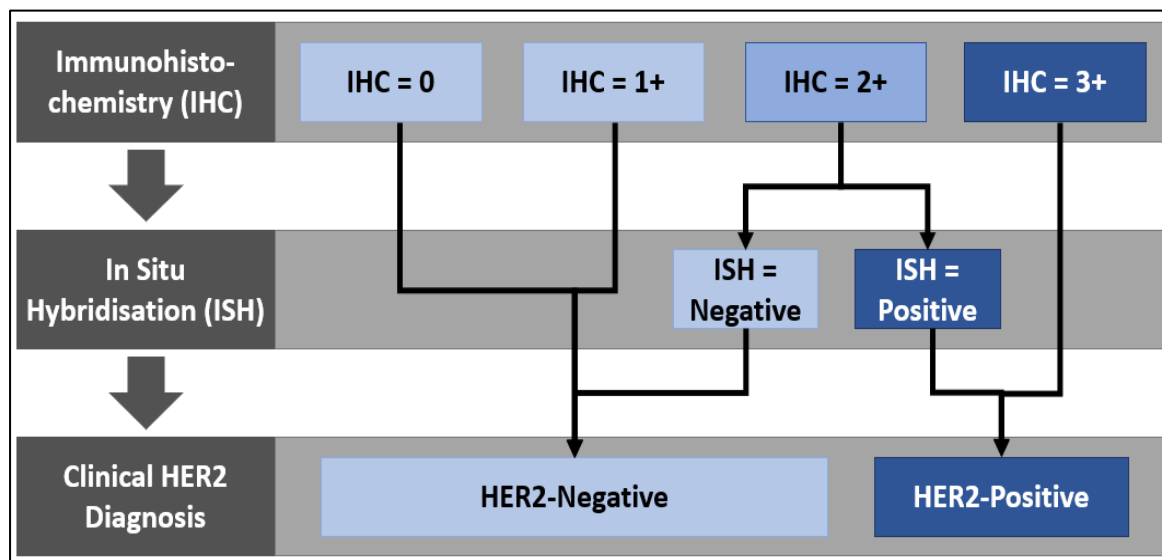 Immunohisto-
chemistry (IHC)
IHC = 0
IHC = 1+
IHC = 2+
IHC = 3+
In Situ
Hybridisation (ISH)
ISH =
Negative
ISH =
Positive
Clinical HER2
Diagnosis
HER2-Negative
HER2-Positive